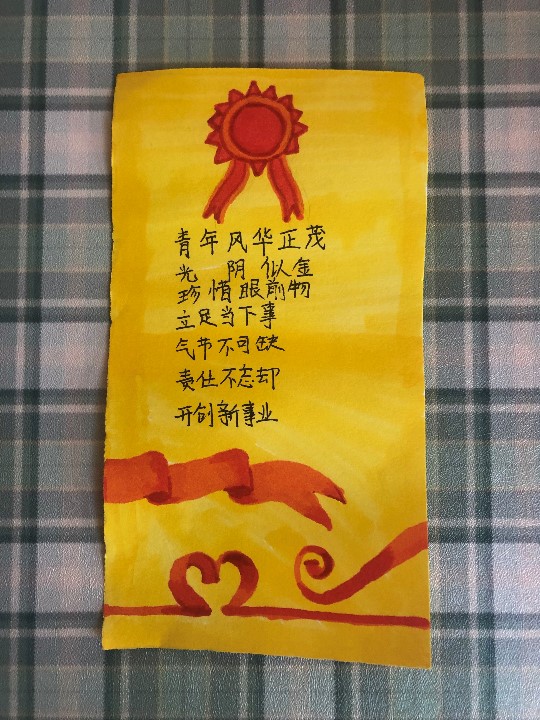 青年风华正茂
光 阴似金
珍惜眼前物
立足当下事
气节不可缺
责任不忘却
开创新事业